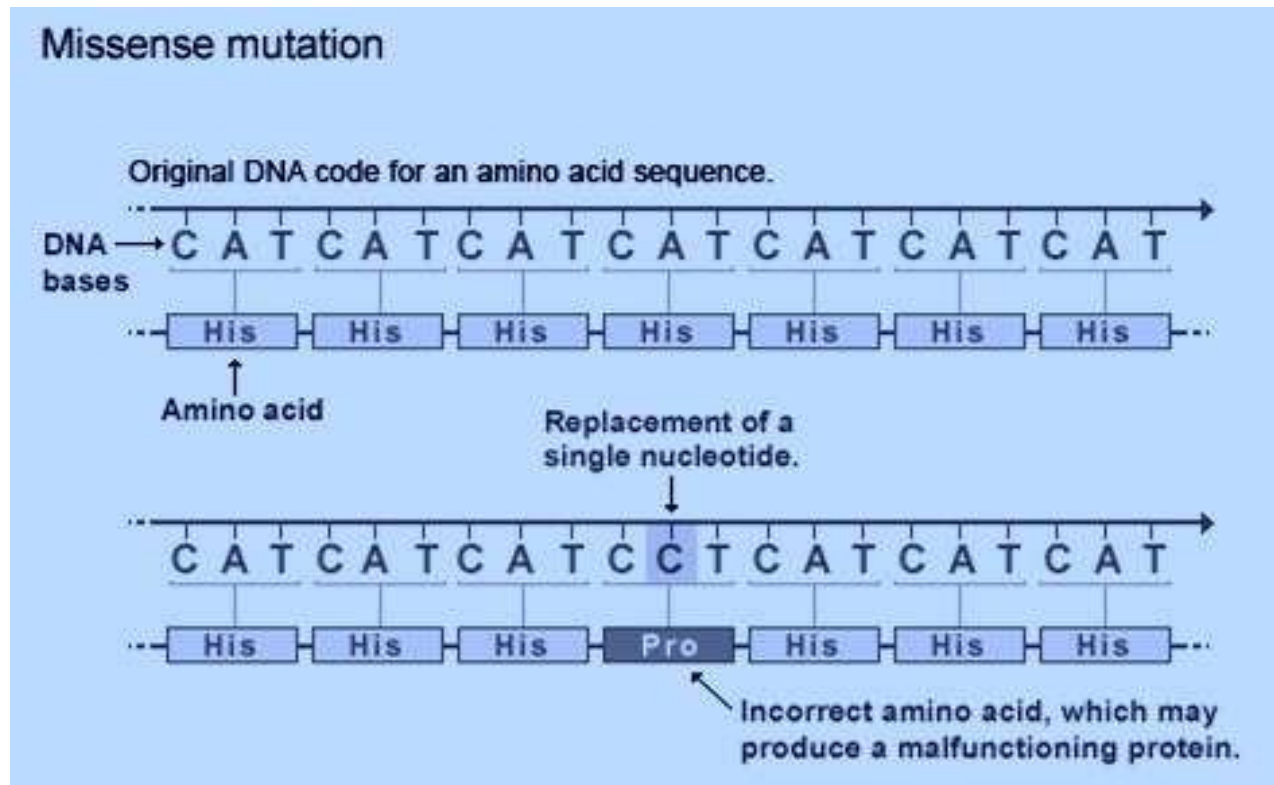 Missense mutation
Original DNA code for an amino acid sequence.
DNA
bases
C A T C A T C A T C A T C A T C A T C A T
His His His His His His His
Amino acid
Replacement of a
single nucleotide.
C A T C A T C A T C C T C A T C A T C A T
His His His Pro His His His
Incorrect amino acid, which may
produce a malfunctioning protein.